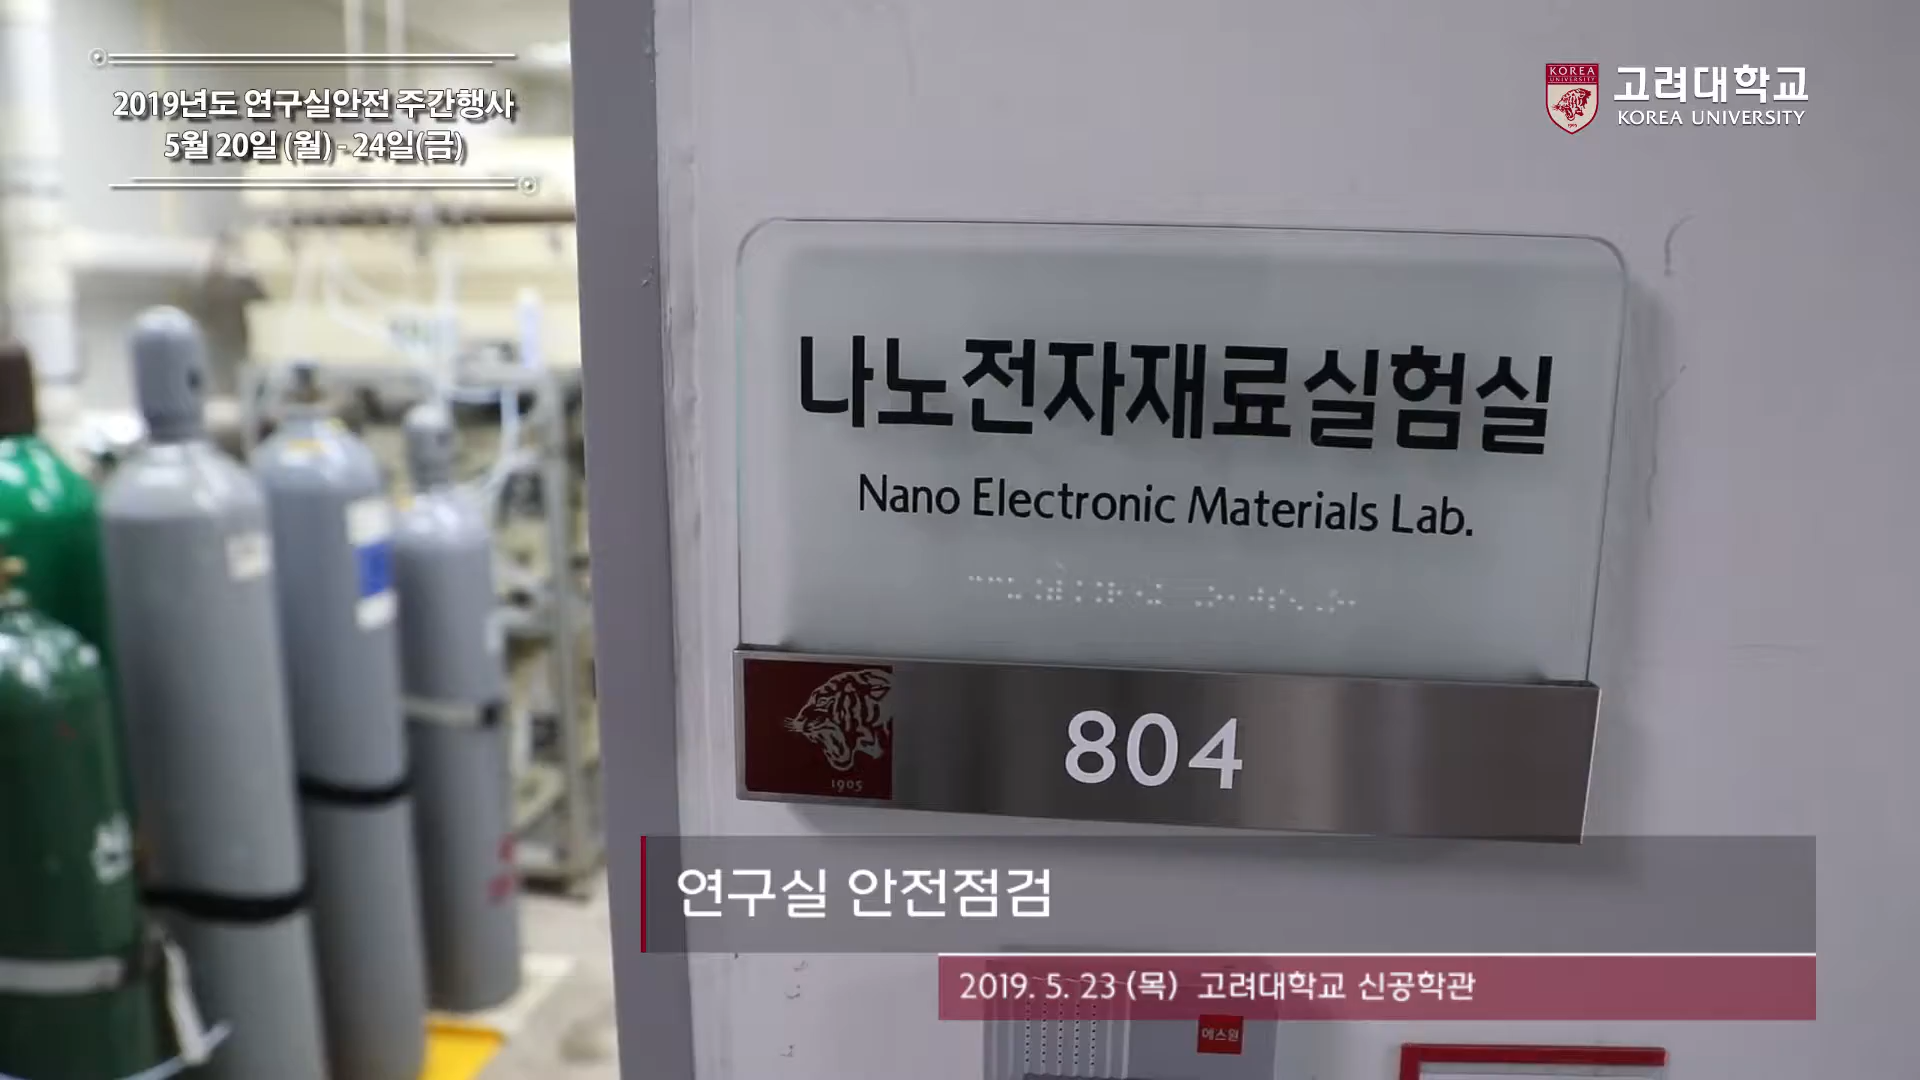 2019년도 연구실안전 주간행사
5월 20일 (월) - 24일(금)
KOREA
UNIVERSITY
1905
고려대학교
KOREA UNIVERSITY
나노전자재료실험실
Nano Electronic Materials Lab.
1905
804
연구실 안전점검
2019. 5. 23 (목) 고려대학교 신공학관
에스원